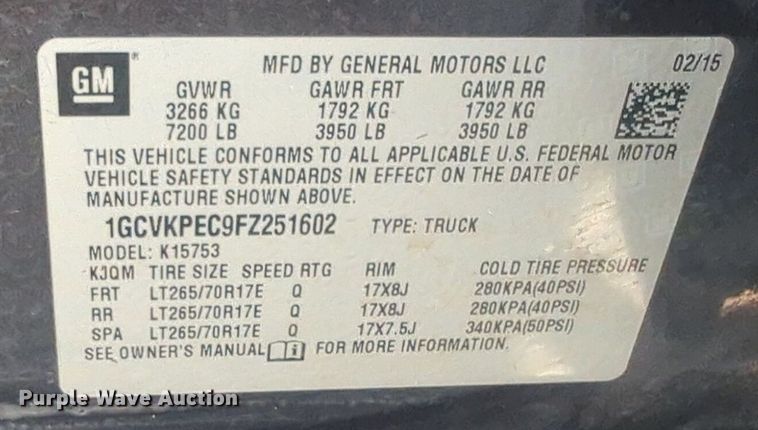 GM® MFD BY GENERAL MOTORS LLC 02/15
GVWR GAWR FRT GAWR RR
3266 KG 1792 KG 1792 KG
7200 LB 3950 LB 3950 LB
THIS VEHICLE CONFORMS TO ALL APPLICABLE U.S. FEDERAL MOTOR
VEHICLE SAFETY STANDARDS IN EFFECT ON THE DATE OF
MANUFACTURE SHOWN ABOVE.
1GCVKPEC9FZ251602 TYPE: TRUCK
MODEL: K15753
KJQM TIRE SIZE SPEED RTG RIM COLD TIRE PRESSURE
FRT LT265/70R17E Q 17X8J 280KPA(40PSI)
RR LT265/70R17E Q 17X8J 280KPA(40PSI)
SPA LT265/70R17E Q 17X7.5J 340KPA(50PSI)
SEE OWNER'S MANUAL i FOR MORE INFORMATION.
Purple Wave Auction